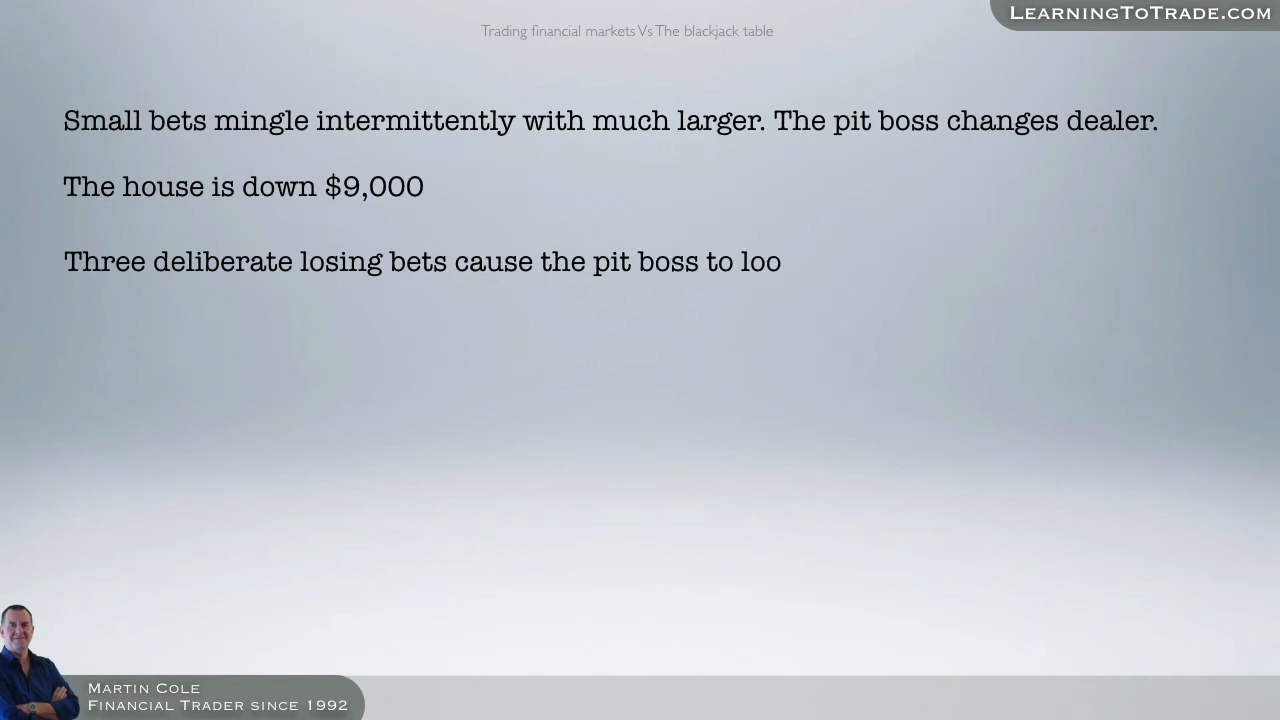 LearningToTrade.com
Trading financial markets Vs The blackjack table
Small bets mingle intermittently with much larger. The pit boss changes dealer.
The house is down $9,000
Three deliberate losing bets cause the pit boss to loo
Martin Cole
Financial Trader since 1992